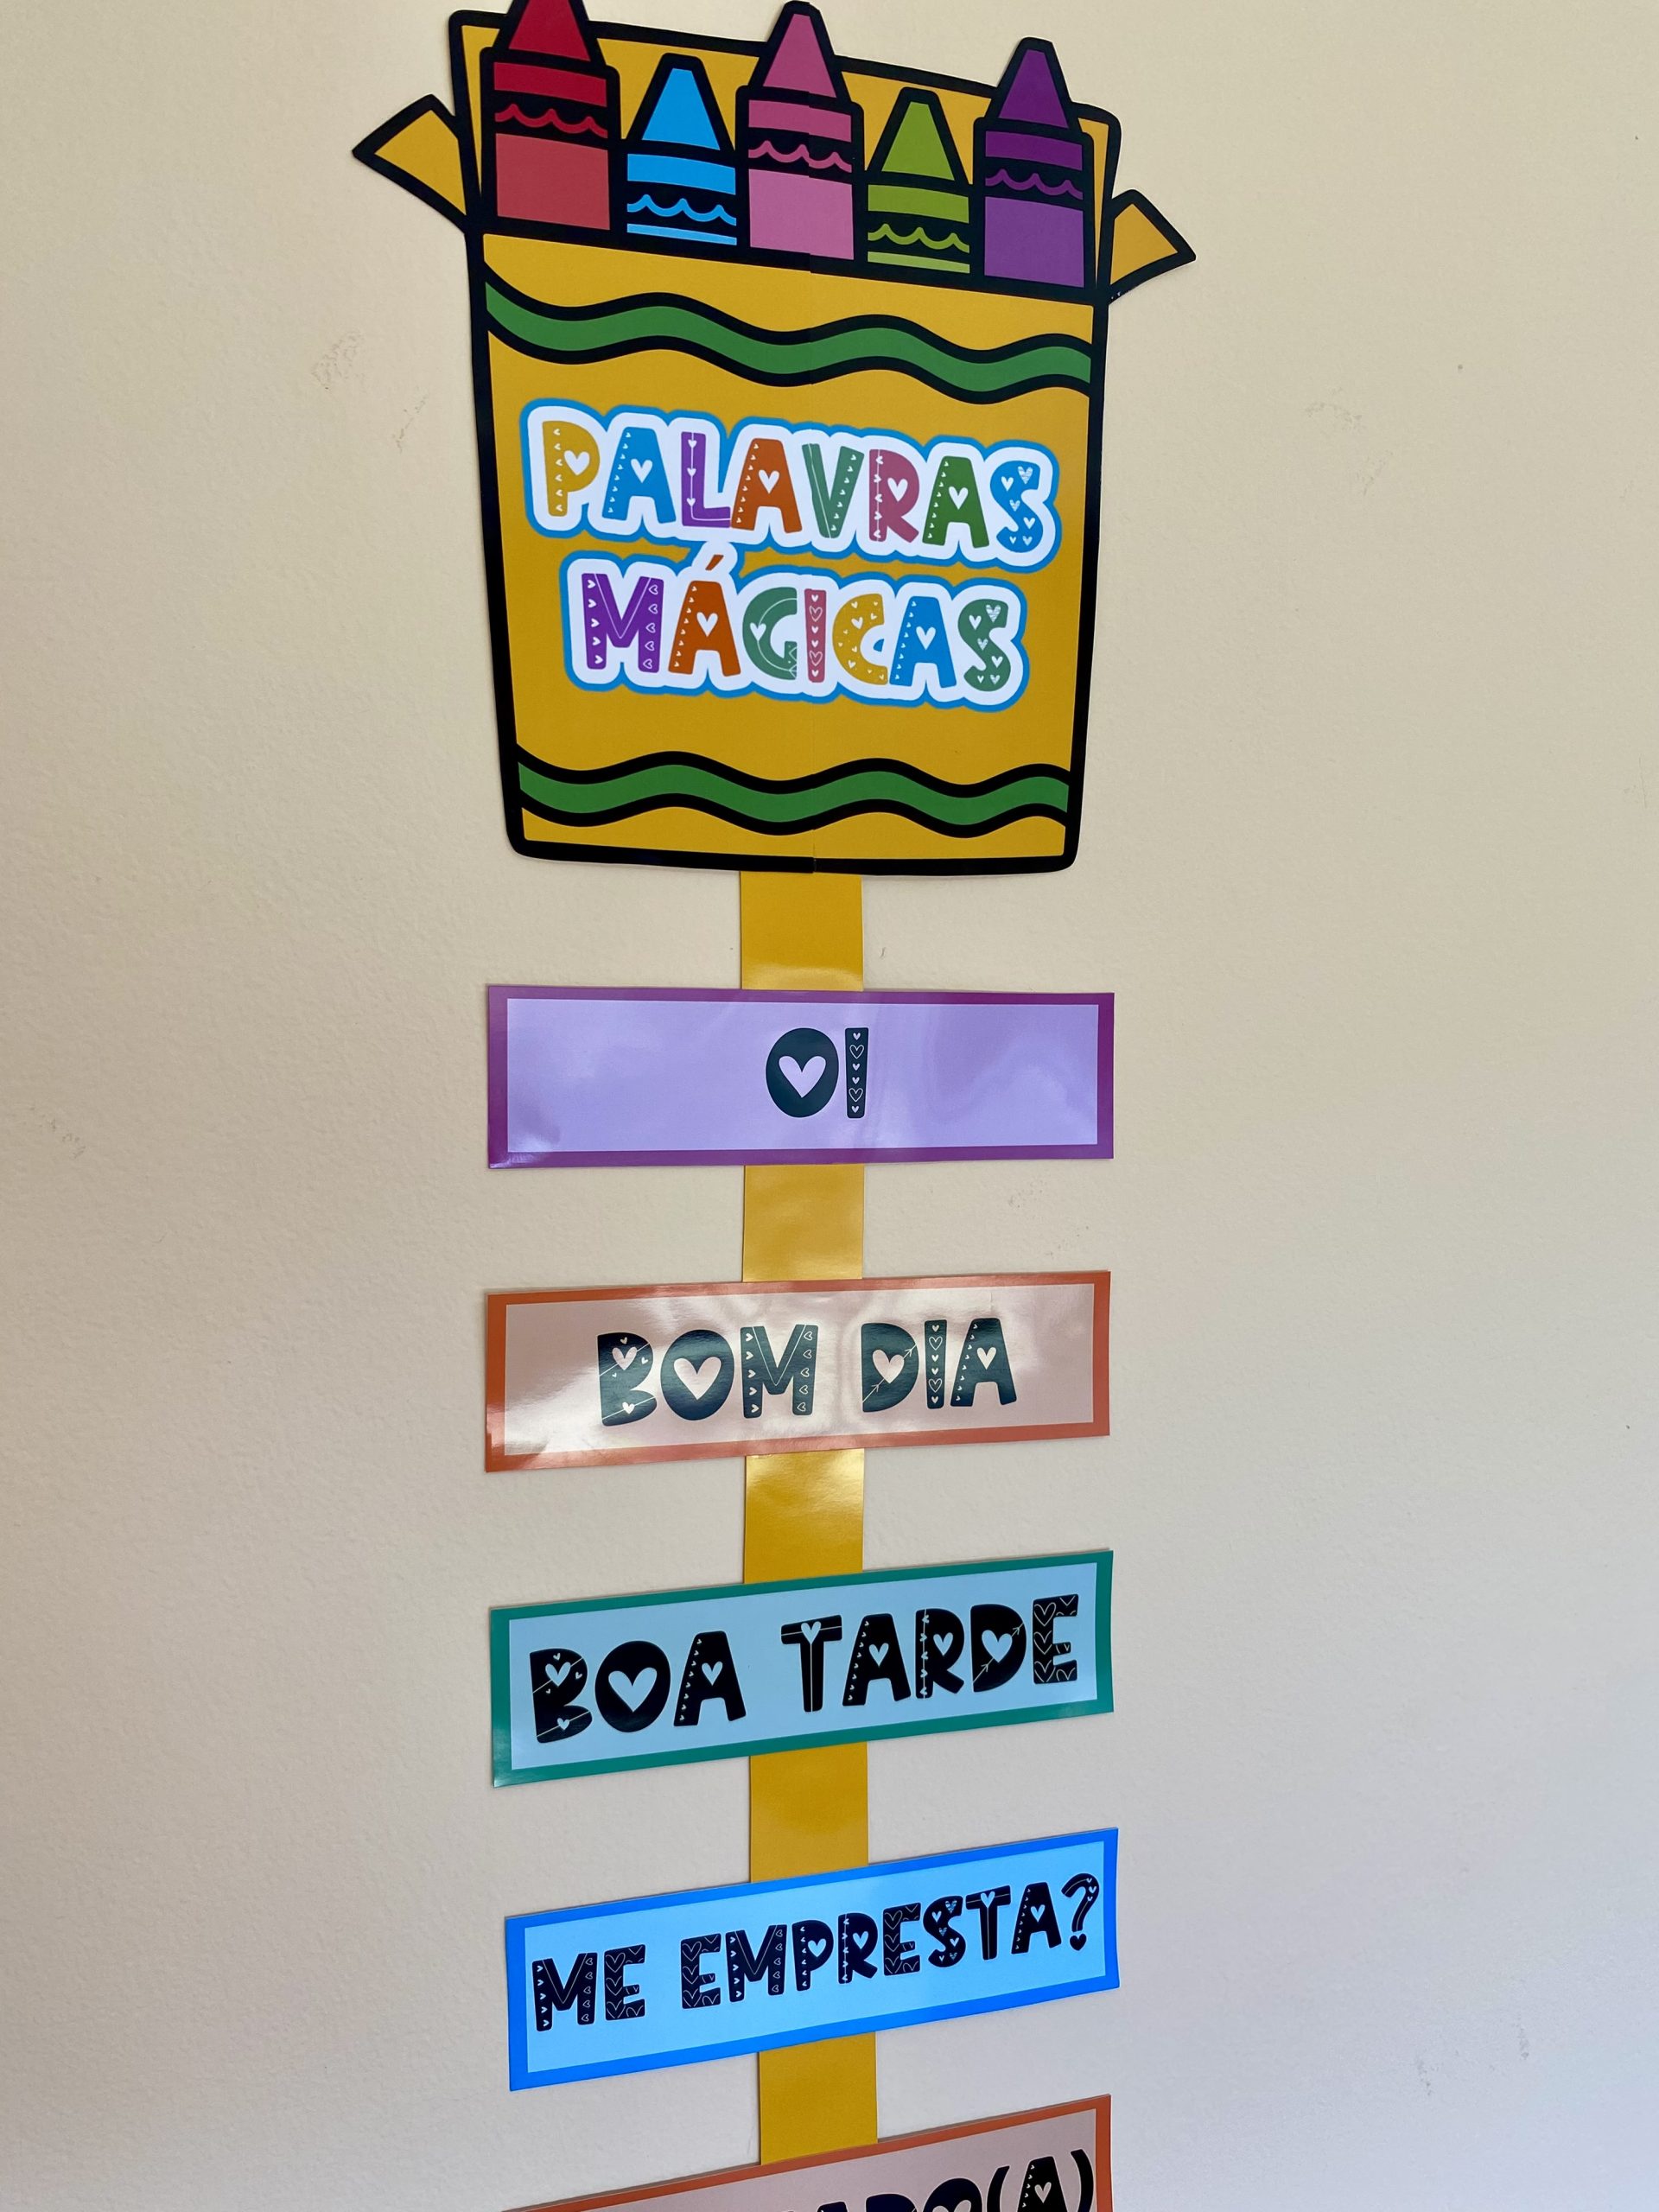 PALAVRAS
MÁGICAS
OI
BOM DIA
BOA TARDE
ME EMPRESTA?